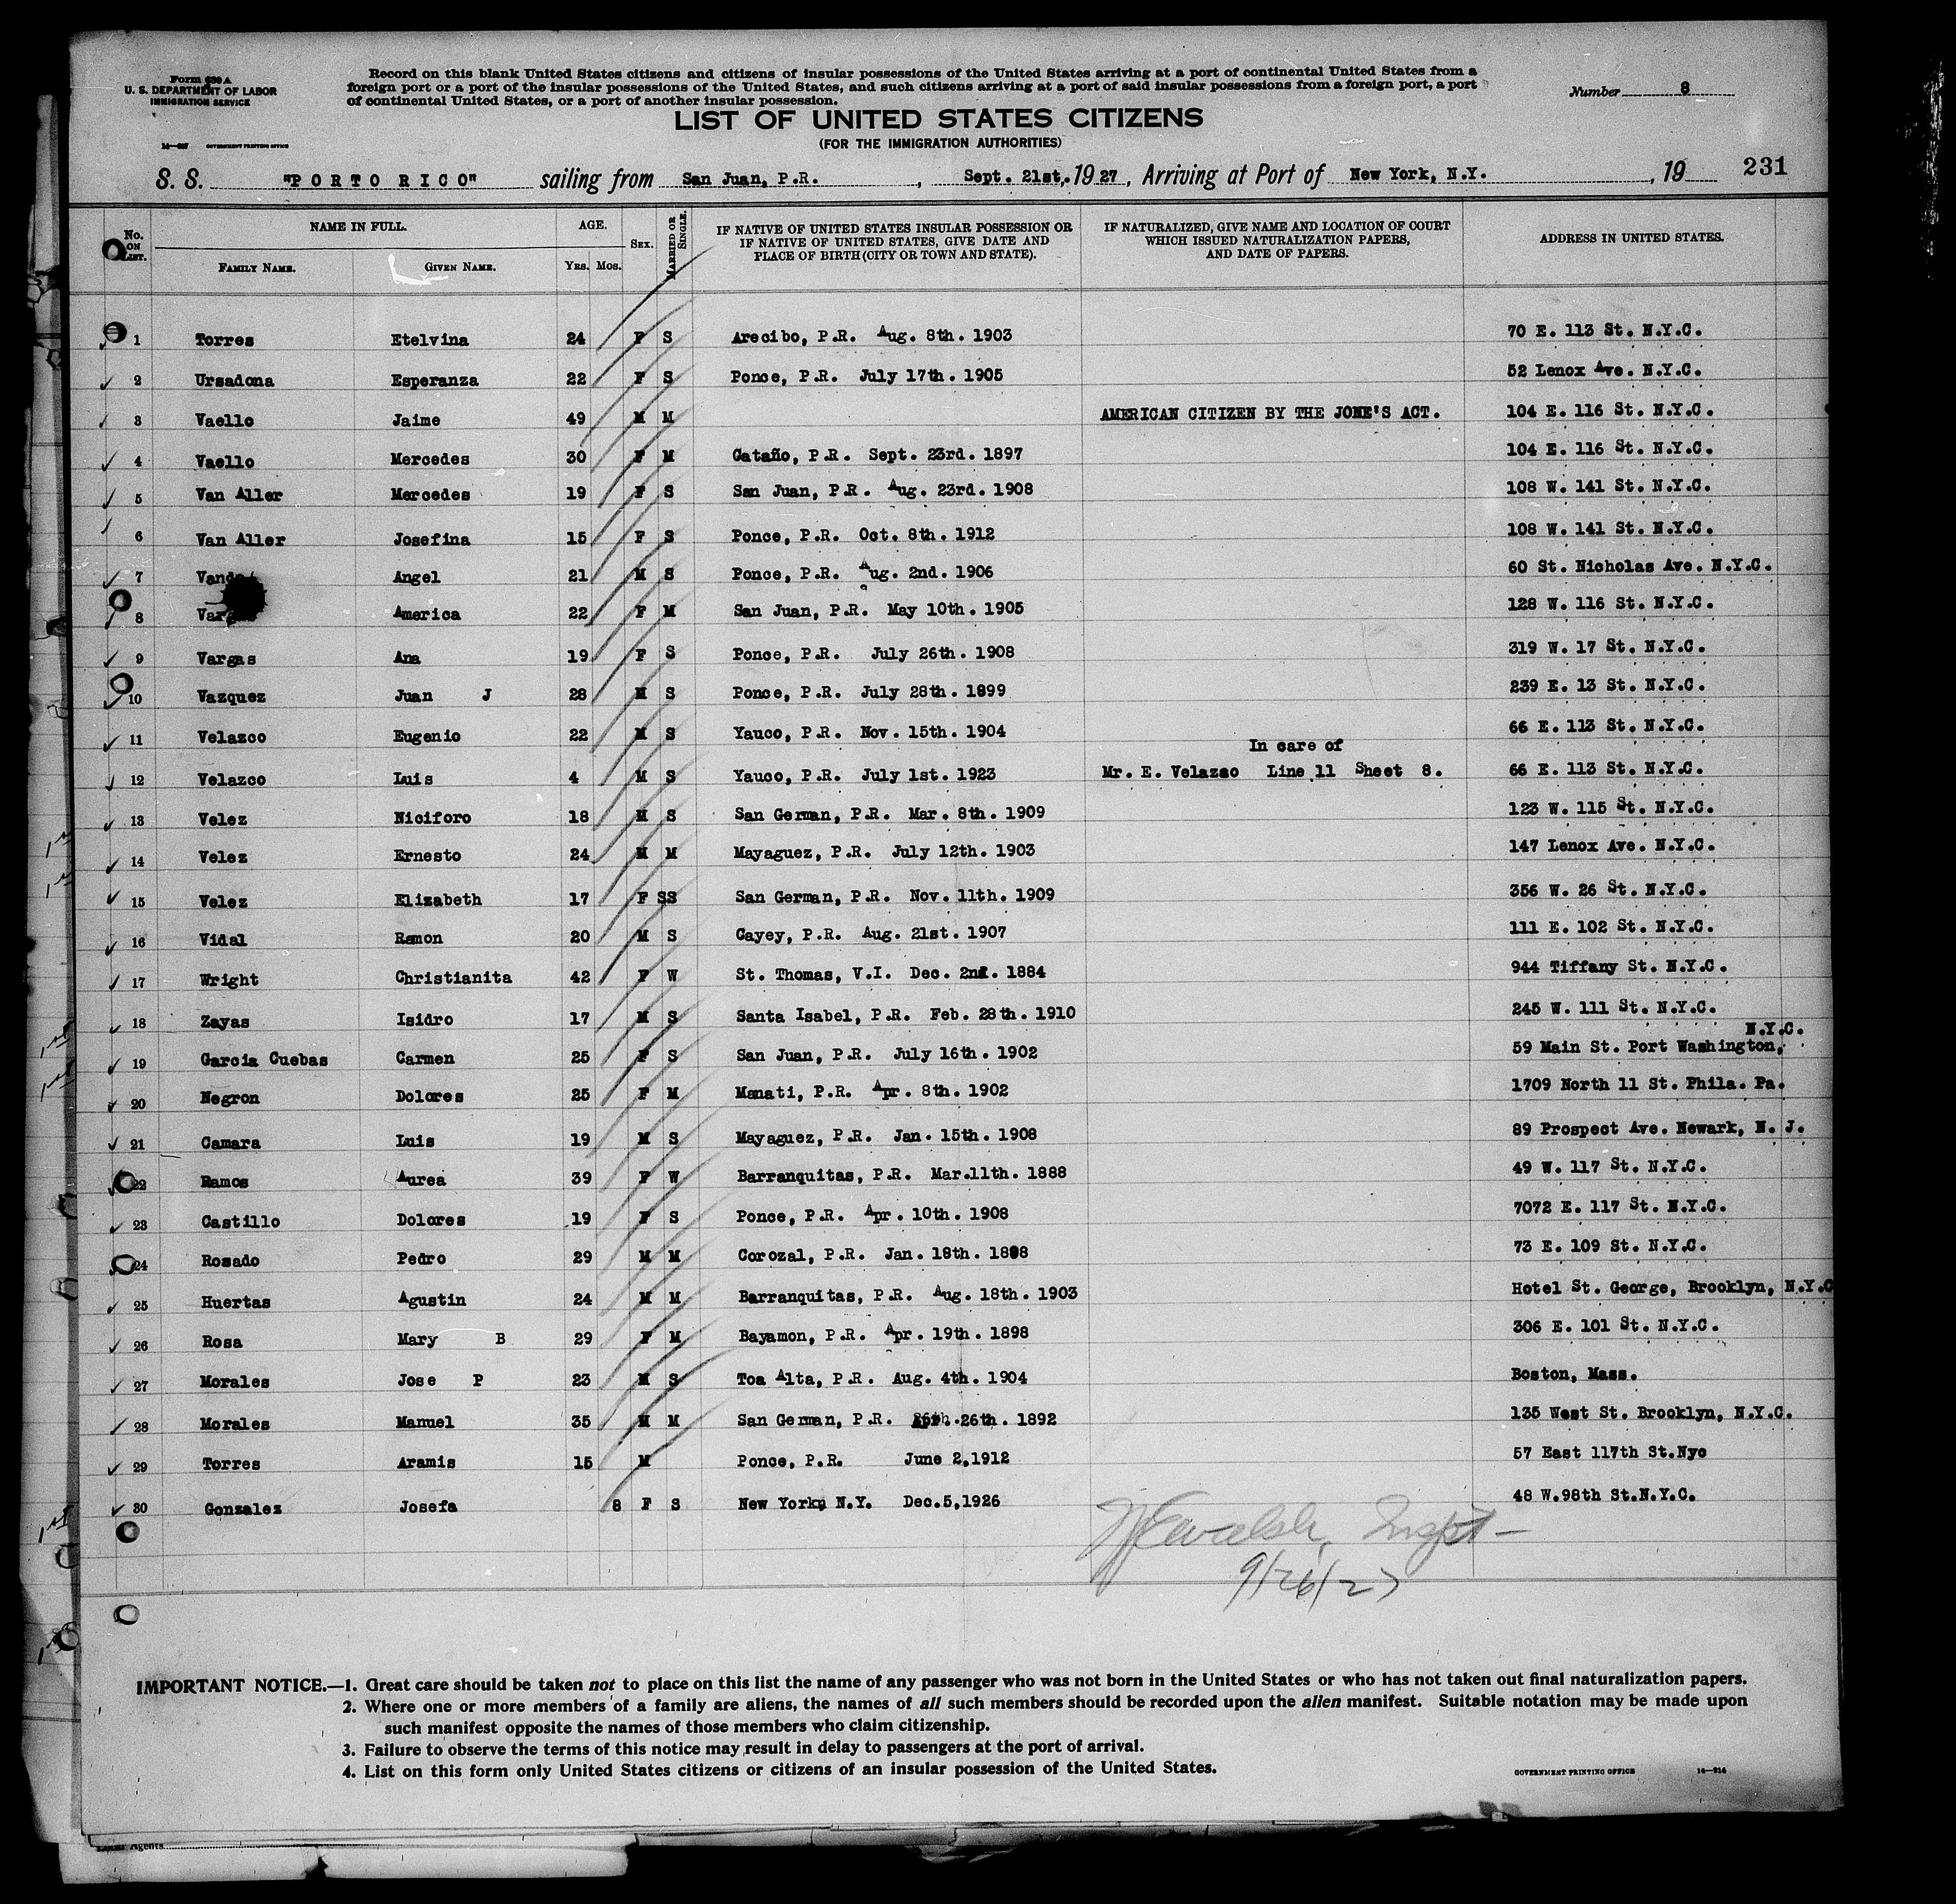 Form 630 A
U. S. DEPARTMENT OF LABOR
IMMIGRATION SERVICE
Record on this blank United States citizens and citizens of insular possessions of the United States arriving at a port of continental United States from a
foreign port or a port of the insular possessions of the United States, and such citizens arriving at a port of said insular possessions from a foreign port, a port
of continental United States, or a port of another insular possession.
Number 8
GOVERNMENT PRINTING OFFICE
LIST OF UNITED STATES CITIZENS
(FOR THE IMMIGRATION AUTHORITIES)
S. S. "PORTO RICO" sailing from San Juan, P.R. , Sept. 21st, 1927, Arriving at Port of New York, N.Y. , 19 231
No. ON LIST. NAME IN FULL. FAMILY NAME. GIVEN NAME. AGE. YRS. MOS. SEX. MARRIED OR SINGLE. IF NATIVE OF UNITED STATES INSULAR POSSESSION OR IF NATIVE OF UNITED STATES, GIVE DATE AND PLACE OF BIRTH (CITY OR TOWN AND STATE). IF NATURALIZED, GIVE NAME AND LOCATION OF COURT WHICH ISSUED NATURALIZATION PAPERS, AND DATE OF PAPERS. ADDRESS IN UNITED STATES.
1 Torres Etelvina 24 F S Arecibo, P.R. Aug. 8th. 1903 70 E. 113 St. N.Y.C.
2 Ursadona Esperanza 22 F S Ponce, P.R. July 17th. 1905 52 Lenox Ave. N.Y.C.
3 Vaello Jaime 49 M M AMERICAN CITIZEN BY THE JONE'S ACT. 104 E. 116 St. N.Y.C.
4 Vaello Mercedes 30 F M Cataño, P.R. Sept. 23rd. 1897 104 E. 116 St. N.Y.C.
5 Van Aller Mercedes 19 F S San Juan, P.R. Aug. 23rd. 1908 108 W. 141 St. N.Y.C.
6 Van Aller Josefina 15 F S Ponce, P.R. Oct. 8th. 1912 108 W. 141 St. N.Y.C.
7 Angel 21 M S Ponce, P.R. Aug. 2nd. 1906 60 St. Nicholas Ave. N.Y.C.
8 America 22 F M San Juan, P.R. May 10th. 1905 128 W. 116 St. N.Y.C.
9 Vargas Ana 19 F S Ponce, P.R. July 26th. 1908 319 W. 17 St. N.Y.C.
10 Vazquez Juan J 28 M S Ponce, P.R. July 28th. 1899 239 E. 13 St. N.Y.C.
11 Velazco Eugenio 22 M S Yauco, P.R. Nov. 15th. 1904 66 E. 113 St. N.Y.C.
In care of
12 Velazco Luis 4 M S Yauco, P.R. July 1st. 1923 Mr. E. Velazco Line 11 Sheet 8. 66 E. 113 St. N.Y.C.
13 Velez Niciforo 18 M S San German, P.R. Mar. 8th. 1909 123 W. 115 St. N.Y.C.
14 Velez Ernesto 24 M M Mayaguez, P.R. July 12th. 1903 147 Lenox Ave. N.Y.C.
15 Velez Elizabeth 17 F SS San German, P.R. Nov. 11th. 1909 356 W. 26 St. N.Y.C.
16 Vidal Ramon 20 M S Cayey, P.R. Aug. 21st. 1907 111 E. 102 St. N.Y.C.
17 Wright Christianita 42 F W St. Thomas, V.I. Dec. 2nd. 1884 944 Tiffany St. N.Y.C.
18 Zayas Isidro 17 M S Santa Isabel, P.R. Feb. 28th. 1910 245 W. 111 St. N.Y.C.
N.Y.C.
19 Garcia Cuebas Carmen 25 F S San Juan, P.R. July 16th. 1902 59 Main St. Port Washington,
20 Negron Dolores 25 F M Manati, P.R. Apr. 8th. 1902 1709 North 11 St. Phila. Pa.
21 Camara Luis 19 M S Mayaguez, P.R. Jan. 15th. 1908 89 Prospect Ave. Newark, N. J.
22 Ramos Aurea 39 F W Barranquitas, P.R. Mar.11th. 1888 49 W. 117 St. N.Y.C.
23 Castillo Dolores 19 F S Ponce, P.R. Apr. 10th. 1908 7072 E. 117 St. N.Y.C.
24 Rosado Pedro 29 M M Corozal, P.R. Jan. 18th. 1898 73 E. 109 St. N.Y.C.
25 Huertas Agustin 24 M M Barranquitas, P.R. Aug. 18th. 1903 Hotel St. George, Brooklyn, N.Y.C
26 Rosa Mary B 29 F M Bayamon, P.R. Apr. 19th. 1898 306 E. 101 St. N.Y.C.
27 Morales Jose P 23 M S Toa Alta, P.R. Aug. 4th. 1904 Boston, Mass.
28 Morales Manuel 35 M M San German, P.R. 26th. 1892 135 West St. Brooklyn, N.Y.C.
29 Torres Aramis 15 M Ponce, P.R. June 2,1912 57 East 117th St.Nyc
30 Gonzalez Josefa 8 F S New York, N.Y. Dec.5,1926 48 W.98th St.N.Y.C.
Walsh, Inspt-
9/26/27
IMPORTANT NOTICE.—1. Great care should be taken not to place on this list the name of any passenger who was not born in the United States or who has not taken out final naturalization papers.
2. Where one or more members of a family are aliens, the names of all such members should be recorded upon the alien manifest. Suitable notation may be made upon
such manifest opposite the names of those members who claim citizenship.
3. Failure to observe the terms of this notice may result in delay to passengers at the port of arrival.
4. List on this form only United States citizens or citizens of an insular possession of the United States.
GOVERNMENT PRINTING OFFICE
Agents